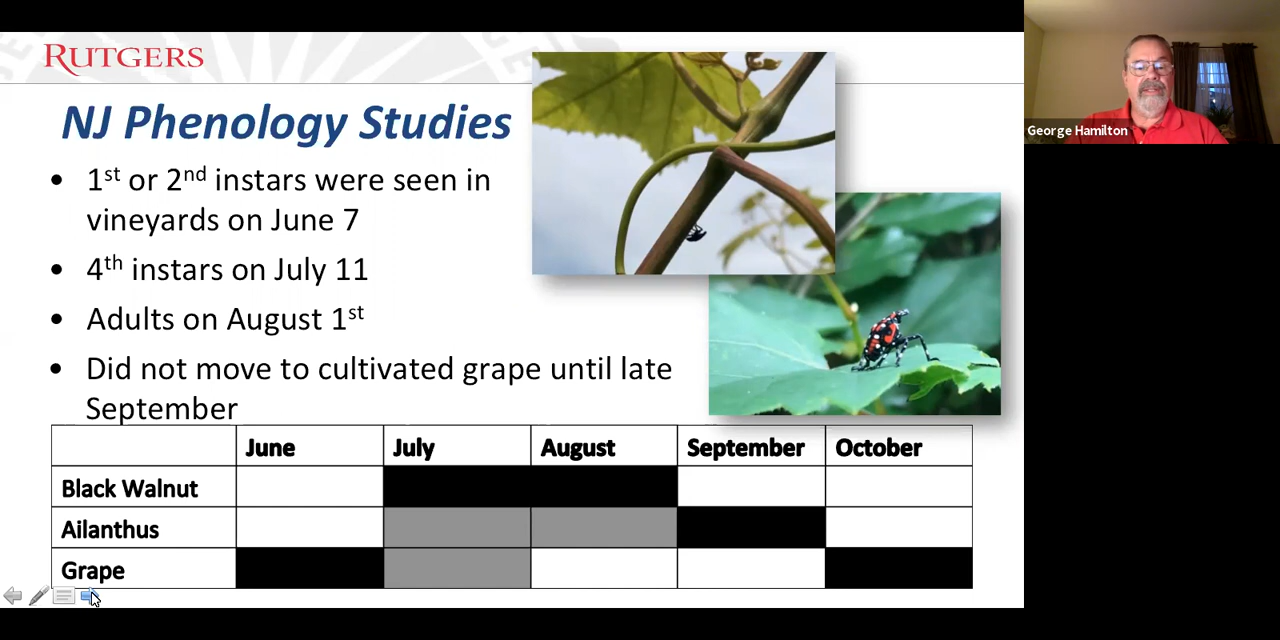 RUTGERS
NJ Phenology Studies
• 1st or 2nd instars were seen in
vineyards on June 7
• 4th instars on July 11
• Adults on August 1st
• Did not move to cultivated grape until late
September
June July August September October
Black Walnut
Ailanthus
Grape
George Hamilton